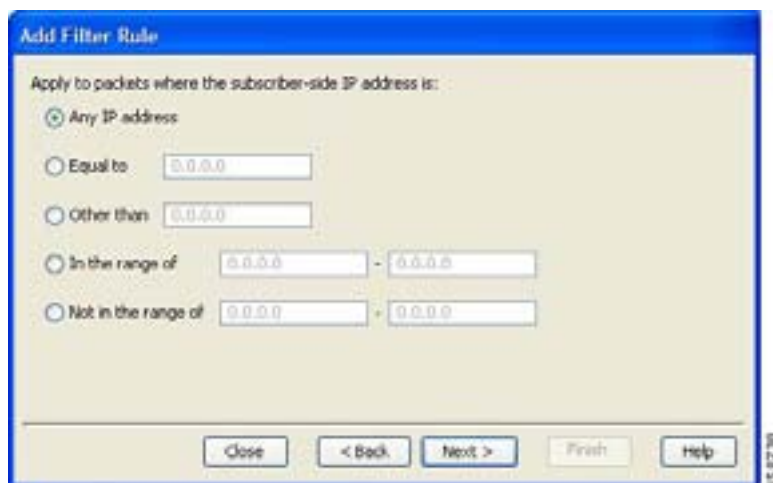 Add Filter Rule
Apply to packets where the subscriber-side IP address is:
Any IP address
Equal to 0.0.0.0
Other than 0.0.0.0
In the range of 0.0.0.0 - 0.0.0.0
Not in the range of 0.0.0.0 - 0.0.0.0
Close < Back Next > Finish Help